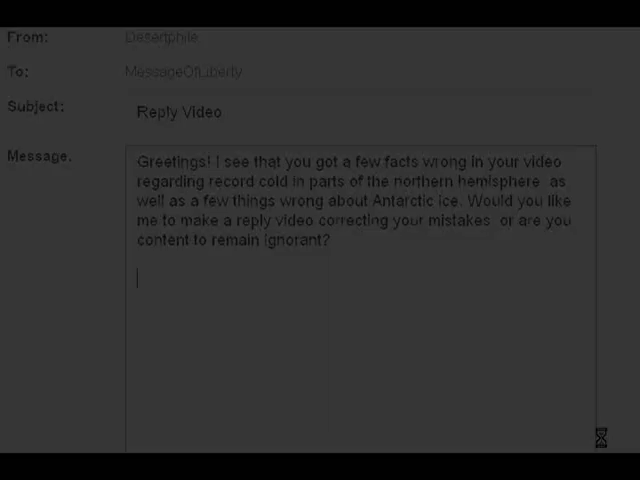 From: Desertphile
To: MessageOfLiberty
Subject: Reply Video
Message.
Greetings! I see that you got a few facts wrong in your video
regarding record cold in parts of the northern hemisphere as
well as a few things wrong about Antarctic ice. Would you like
me to make a reply video correcting your mistakes or are you
content to remain ignorant?